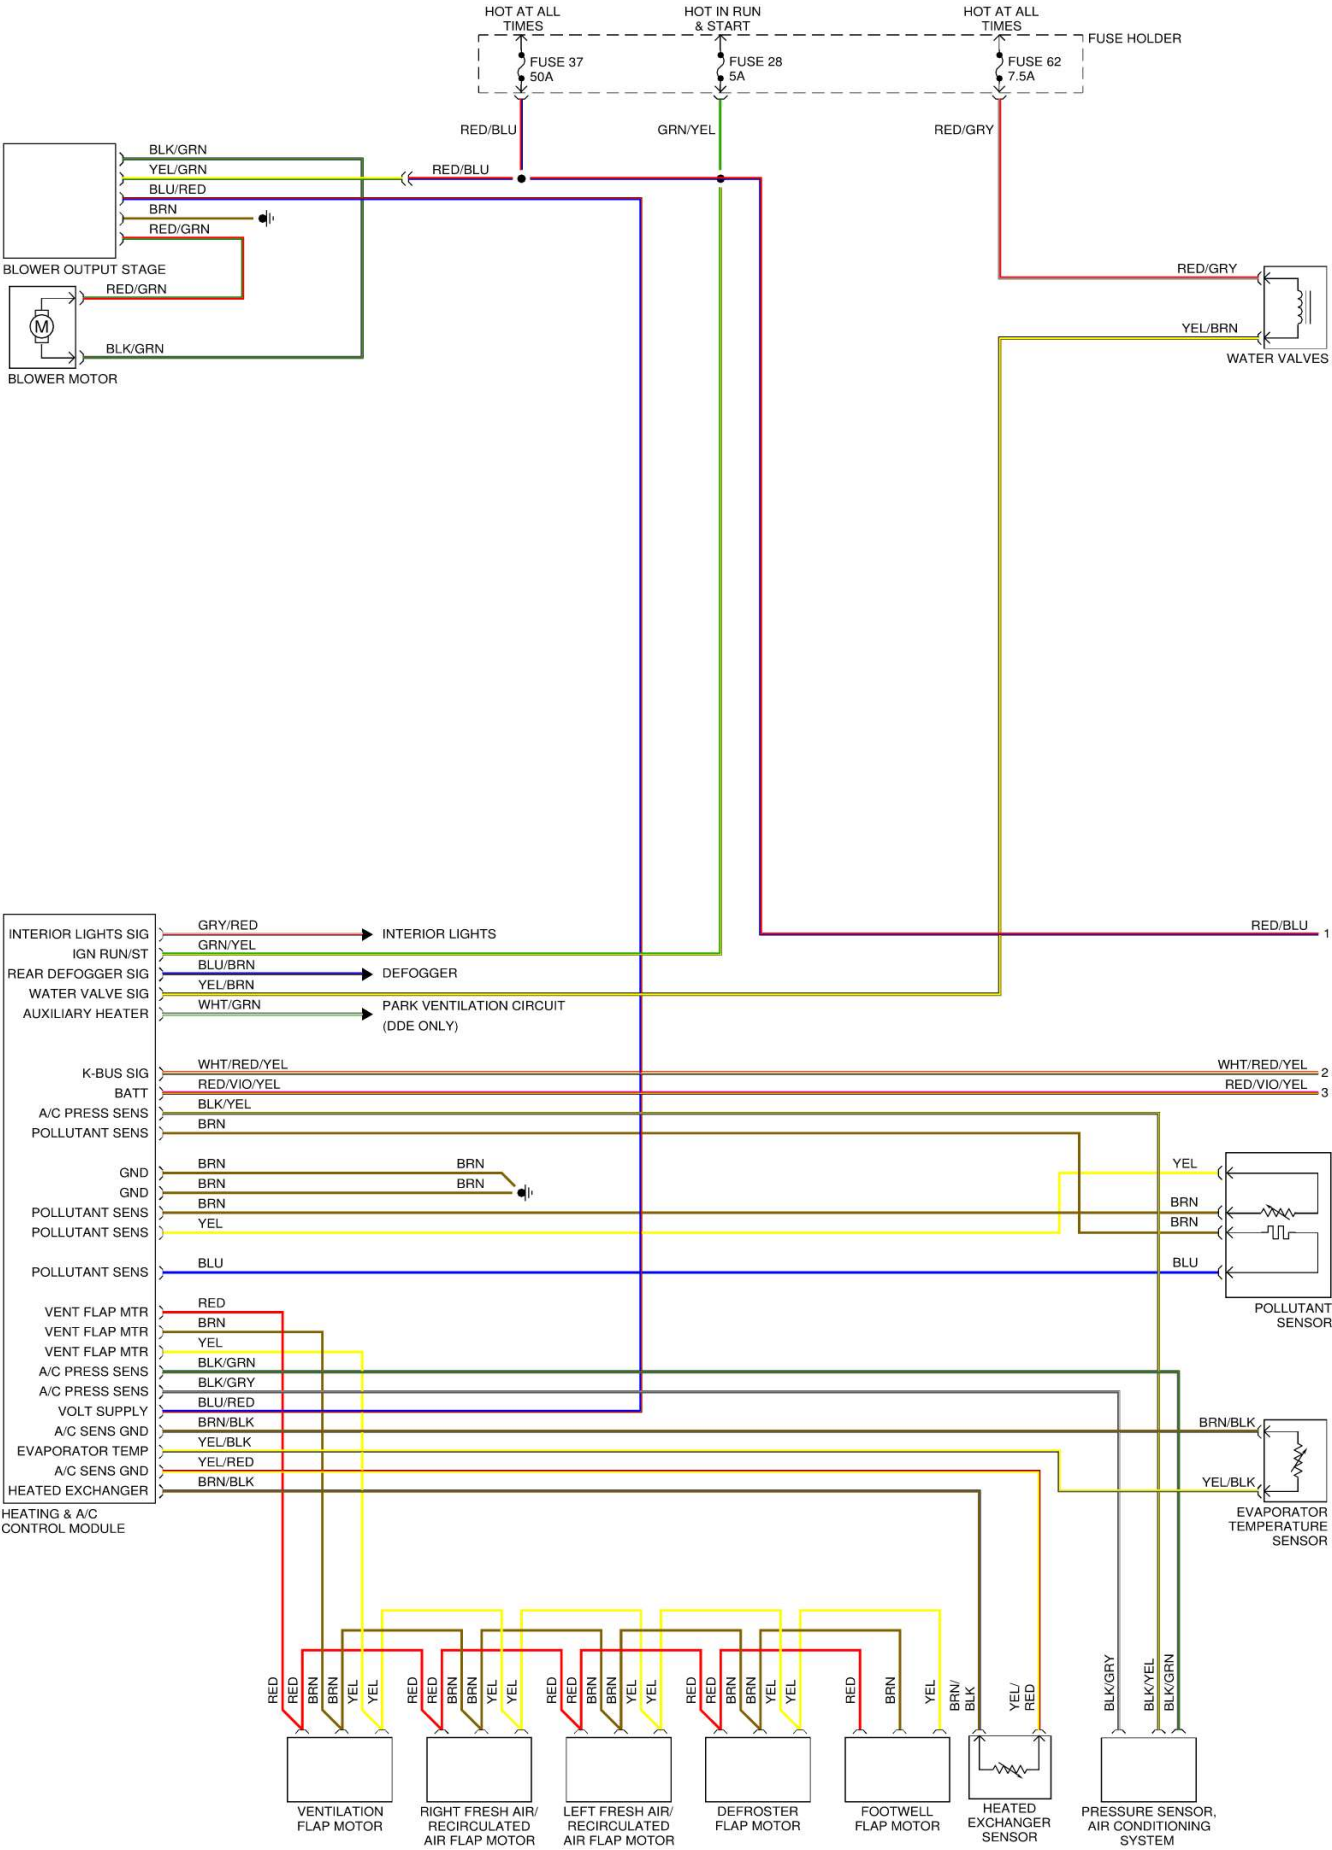 HOT AT ALL
TIMES
HOT IN RUN
& START
HOT AT ALL
TIMES
FUSE HOLDER
FUSE 37
50A
FUSE 28
5A
FUSE 62
7.5A
RED/BLU
GRN/YEL
RED/GRY
BLK/GRN
YEL/GRN
RED/BLU
BLU/RED
BRN
RED/GRN
BLOWER OUTPUT STAGE
RED/GRN
M
BLK/GRN
BLOWER MOTOR
RED/GRY
YEL/BRN
WATER VALVES
INTERIOR LIGHTS SIG
GRY/RED
INTERIOR LIGHTS
RED/BLU
1
IGN RUN/ST
GRN/YEL
REAR DEFOGGER SIG
BLU/BRN
DEFOGGER
WATER VALVE SIG
YEL/BRN
AUXILIARY HEATER
WHT/GRN
PARK VENTILATION CIRCUIT
(DDE ONLY)
K-BUS SIG
WHT/RED/YEL
WHT/RED/YEL
2
BATT
RED/VIO/YEL
RED/VIO/YEL
3
A/C PRESS SENS
BLK/YEL
POLLUTANT SENS
BRN
GND
BRN
BRN
YEL
GND
BRN
BRN
POLLUTANT SENS
BRN
BRN
POLLUTANT SENS
YEL
BRN
POLLUTANT SENS
BLU
BLU
POLLUTANT
SENSOR
VENT FLAP MTR
RED
VENT FLAP MTR
BRN
VENT FLAP MTR
YEL
A/C PRESS SENS
BLK/GRN
A/C PRESS SENS
BLK/GRY
VOLT SUPPLY
BLU/RED
A/C SENS GND
BRN/BLK
BRN/BLK
EVAPORATOR TEMP
YEL/BLK
A/C SENS GND
YEL/RED
HEATED EXCHANGER
BRN/BLK
YEL/BLK
HEATING & A/C
CONTROL MODULE
EVAPORATOR
TEMPERATURE
SENSOR
RED
RED
BRN
BRN
YEL
YEL
RED
RED
BRN
BRN
YEL
YEL
RED
RED
BRN
BRN
YEL
YEL
RED
RED
BRN
BRN
YEL
YEL
RED
BRN
YEL
BRN/
BLK
YEL/
RED
BLK/GRY
BLK/YEL
BLK/GRN
VENTILATION
FLAP MOTOR
RIGHT FRESH AIR/
RECIRCULATED
AIR FLAP MOTOR
LEFT FRESH AIR/
RECIRCULATED
AIR FLAP MOTOR
DEFROSTER
FLAP MOTOR
FOOTWELL
FLAP MOTOR
HEATED
EXCHANGER
SENSOR
PRESSURE SENSOR,
AIR CONDITIONING
SYSTEM